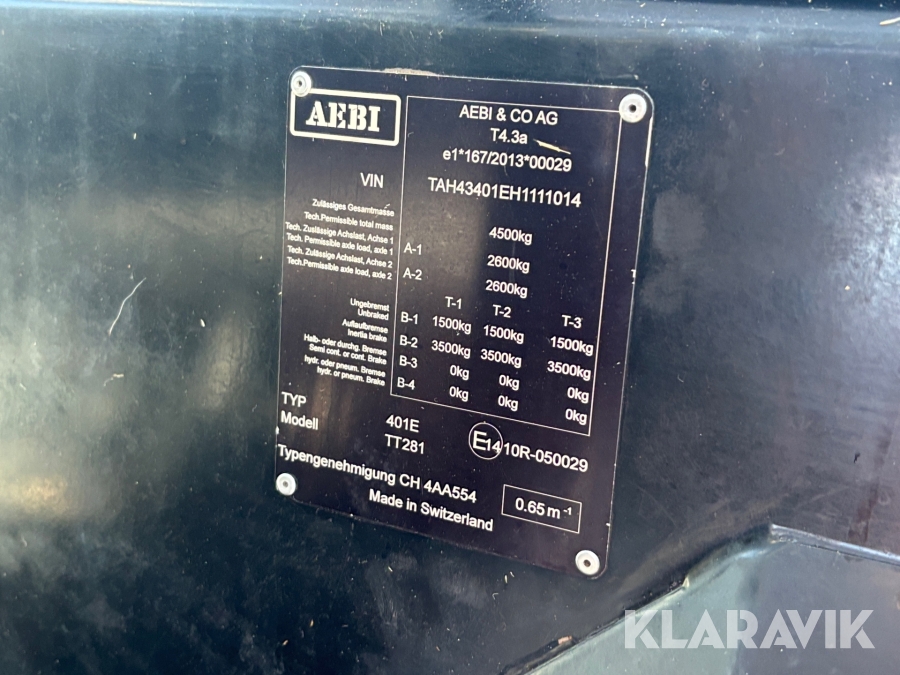 AEBI
AEBI & CO AG
T4.3a
e1*167/2013*00029
VIN TAH43401EH1111014
Zulässiges Gesamtmasse
Tech.Permissible total mass 4500kg
Tech. Zuslässige Achslast, Achse 1
Tech. Permissible axle load, axle 1 A-1 2600kg
Tech. Zulässige Achslast, Achse 2
Tech.Permissible axle load, axle 2 A-2 2600kg
T-1 T-2 T-3
Ungebremst
Unbraked B-1 1500kg 1500kg 1500kg
Auflaufbremse
Inertia brake B-2 3500kg 3500kg 3500kg
Halb- oder durchg. Bremse
Semi cont. or cont. Brake B-3 0kg 0kg 0kg
hydr. oder pneum. Bremse
hydr. or pneum. Brake B-4 0kg 0kg 0kg
TYP 401E
Modell TT281
E14 10R-050029
Typengenehmigung CH 4AA554
0.65 m⁻¹
Made in Switzerland
KLARAVIK